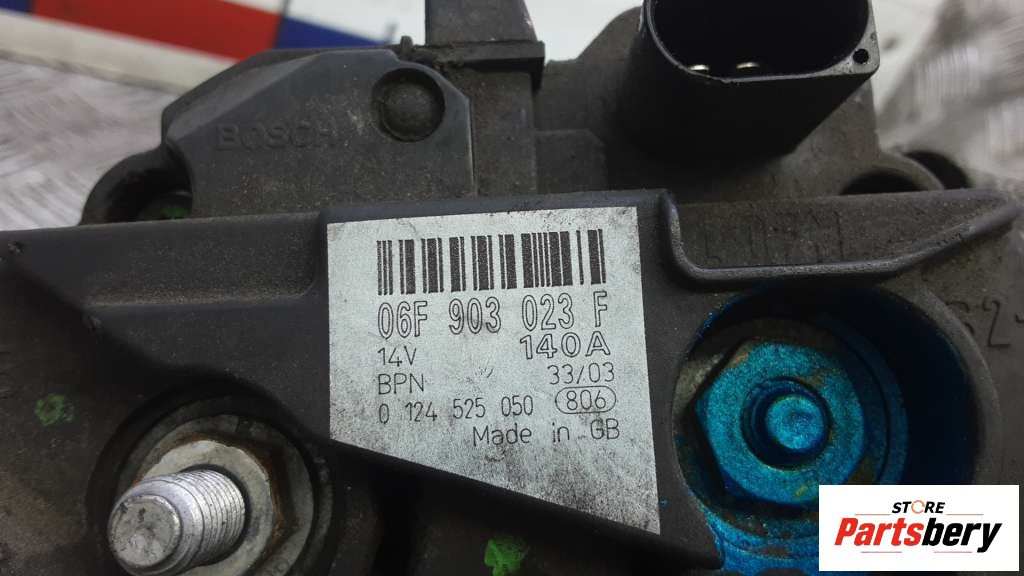 BOSCH
06F 903 023 F
14V 140A
BPN 33/03
0 124 525 050 806
Made in GB
STORE
Partsbery